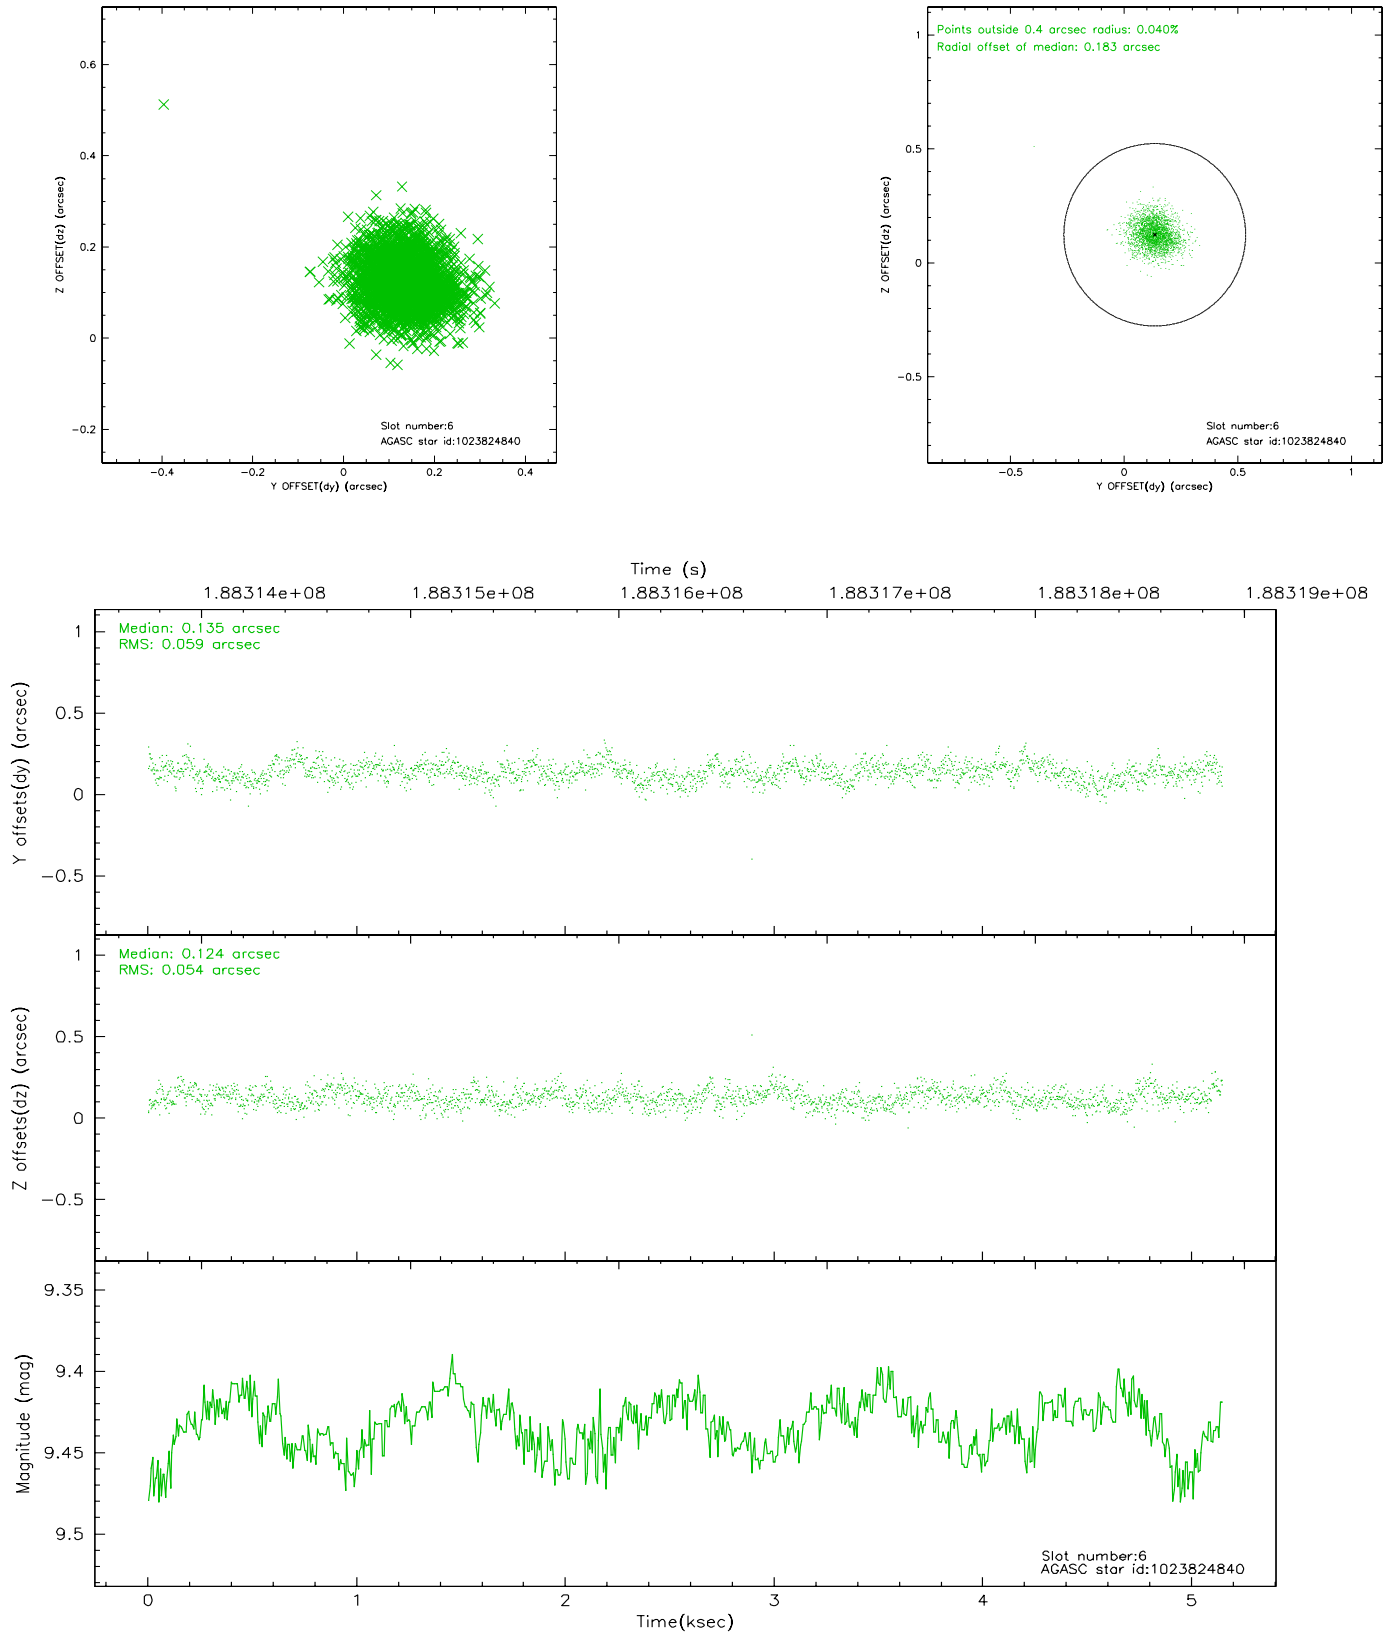 0.6
0.4
0.2
0
−0.2
Z OFFSET(dz) (arcsec)
Slot number:6
AGASC star id:1023824840
−0.4 −0.2 0 0.2 0.4
Y OFFSET(dy) (arcsec)
Points outside 0.4 arcsec radius: 0.040%
Radial offset of median: 0.183 arcsec
1
0.5
0
−0.5
Z OFFSET(dz) (arcsec)
Slot number:6
AGASC star id:1023824840
−0.5 0 0.5 1
Y OFFSET(dy) (arcsec)
Time (s)
1.88314e+08 1.88315e+08 1.88316e+08 1.88317e+08 1.88318e+08 1.88319e+08
Median: 0.135 arcsec
RMS: 0.059 arcsec
1
0.5
0
−0.5
Y offsets(dy) (arcsec)
Median: 0.124 arcsec
RMS: 0.054 arcsec
1
0.5
0
−0.5
Z offsets(dz) (arcsec)
9.35
9.4
9.45
9.5
Magnitude (mag)
Slot number:6
AGASC star id:1023824840
0 1 2 3 4 5
Time(ksec)